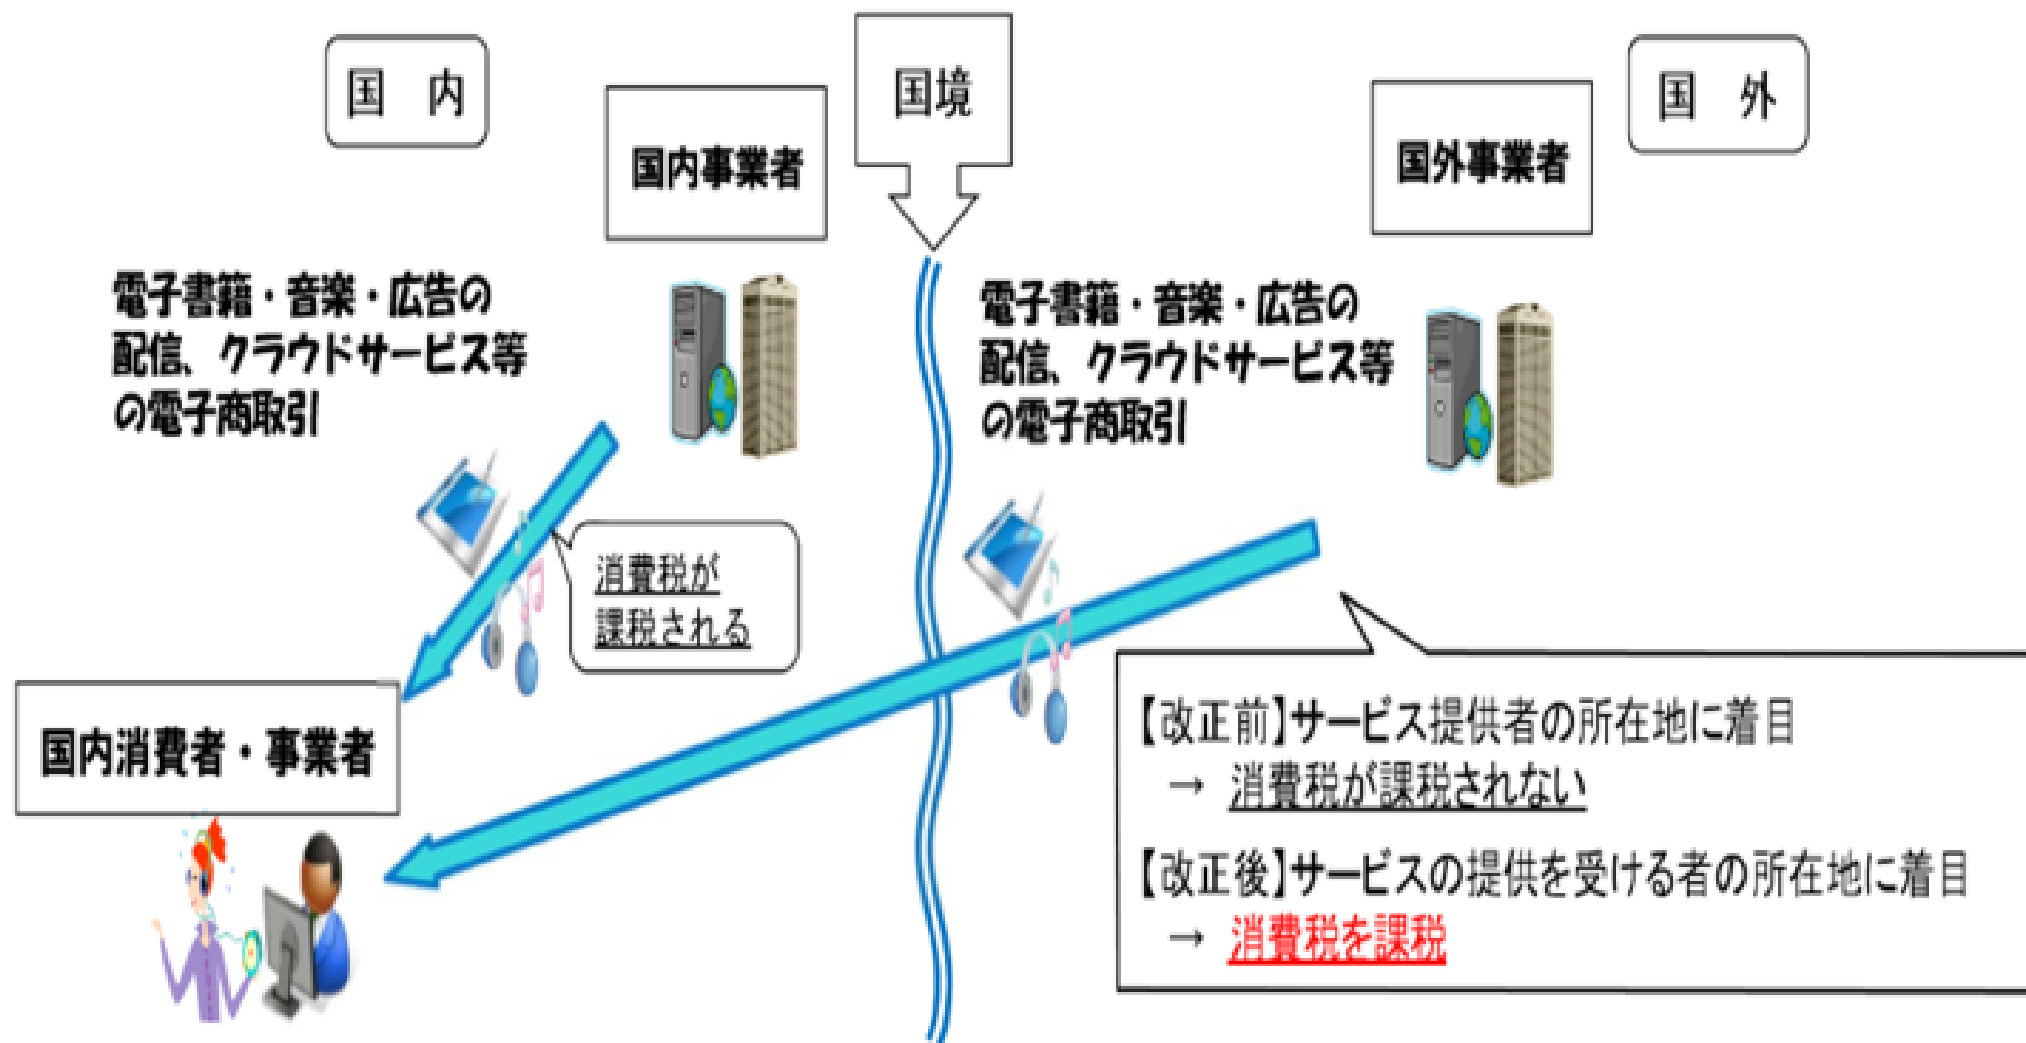 国　内
国境
国　外
国内事業者
国外事業者
電子書籍・音楽・広告の
配信、クラウドサービス等
の電子商取引
電子書籍・音楽・広告の
配信、クラウドサービス等
の電子商取引
消費税が
課税される
国内消費者・事業者
【改正前】サービス提供者の所在地に着目
→ 消費税が課税されない
【改正後】サービスの提供を受ける者の所在地に着目
→ 消費税を課税